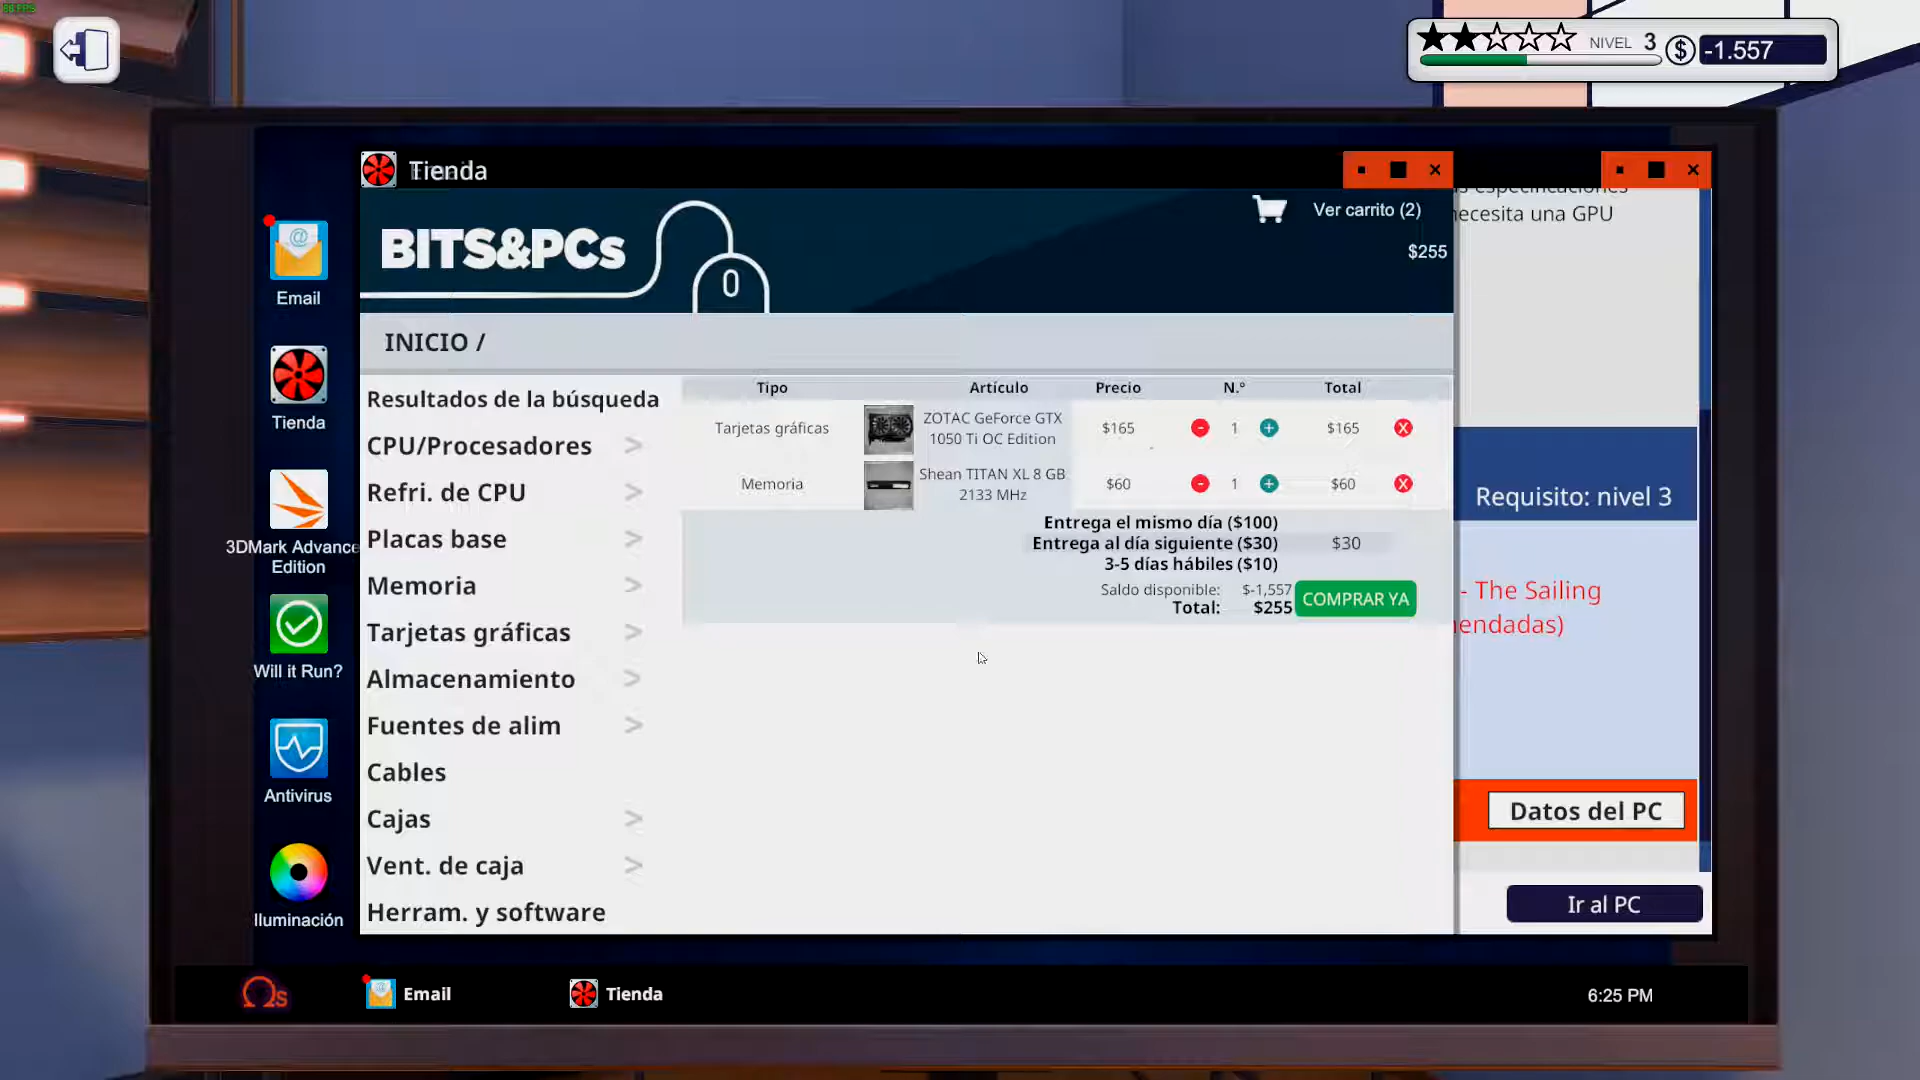 NIVEL 3
$ -1.557
Tienda
BITS&PCs
Ver carrito (2)
$255
especificaciones
necesita una GPU
INICIO /
Email
Tienda
3DMark Advance
Edition
Will it Run?
Antivirus
Iluminación
Resultados de la búsqueda
CPU/Procesadores >
Refri. de CPU >
Placas base >
Memoria >
Tarjetas gráficas >
Almacenamiento >
Fuentes de alim >
Cables
Cajas >
Vent. de caja >
Herram. y software
Tipo Artículo Precio N.º Total
Tarjetas gráficas ZOTAC GeForce GTX 1050 Ti OC Edition $165 1 $165
Memoria Shean TITAN XL 8 GB 2133 MHz $60 1 $60
Entrega el mismo día ($100)
Entrega al día siguiente ($30) $30
3-5 días hábiles ($10)
Saldo disponible: $-1,557
Total: $255
COMPRAR YA
Requisito: nivel 3
- The Sailing
endadas)
Datos del PC
Ir al PC
Ωs
Email
Tienda
6:25 PM